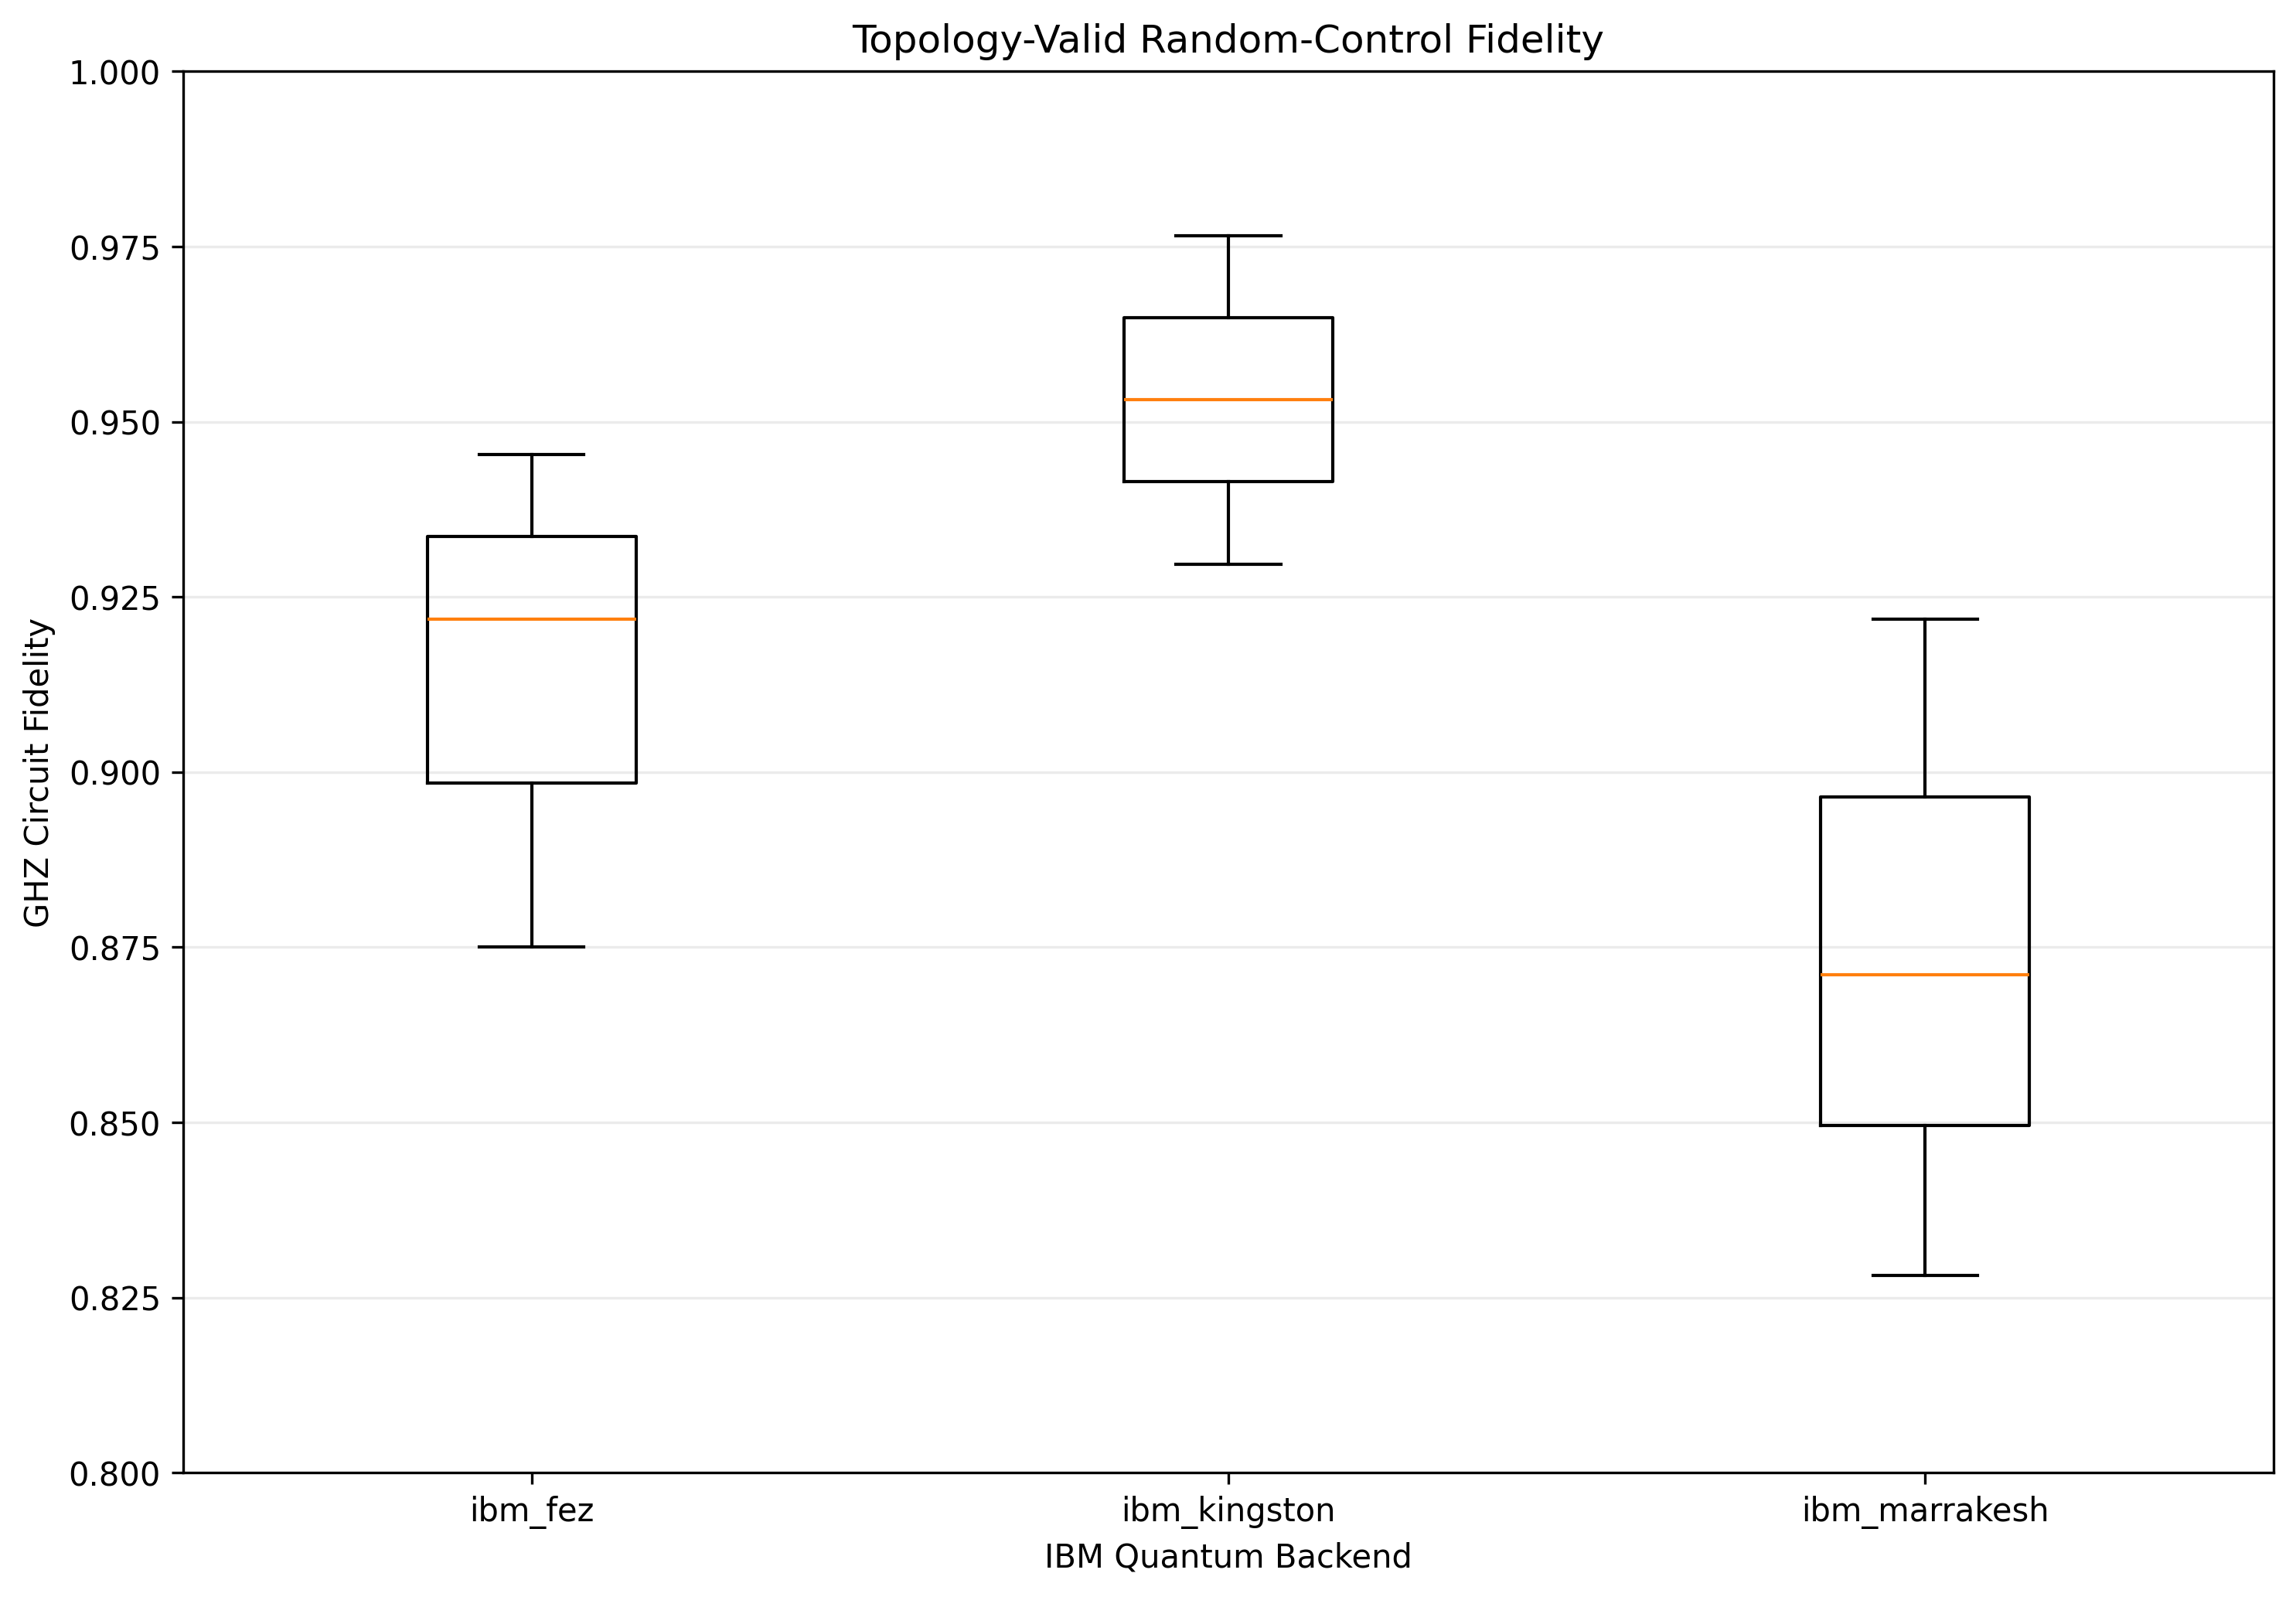 Topology-Valid Random-Control Fidelity
1.000
0.975
0.950
0.925
0.900
0.875
0.850
0.825
0.800
GHZ Circuit Fidelity
ibm_fez
ibm_kingston
ibm_marrakesh
IBM Quantum Backend